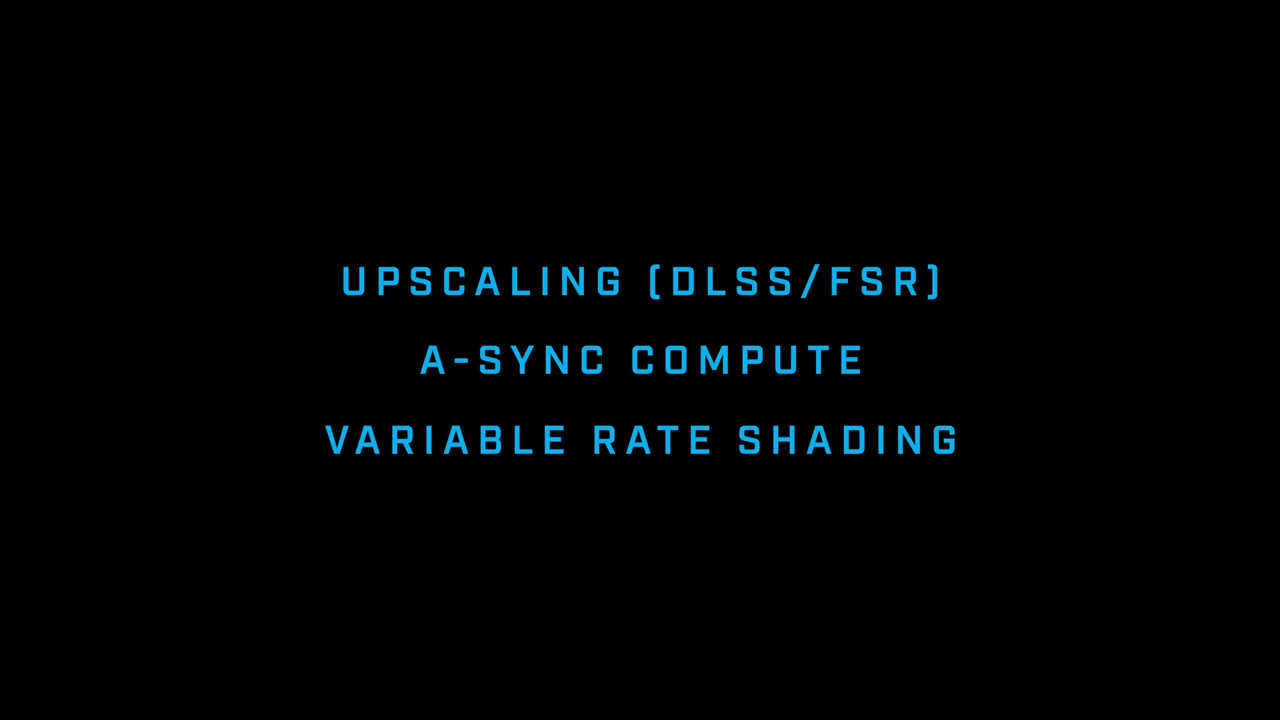 UPSCALING (DLSS/FSR)
A-SYNC COMPUTE
VARIABLE RATE SHADING